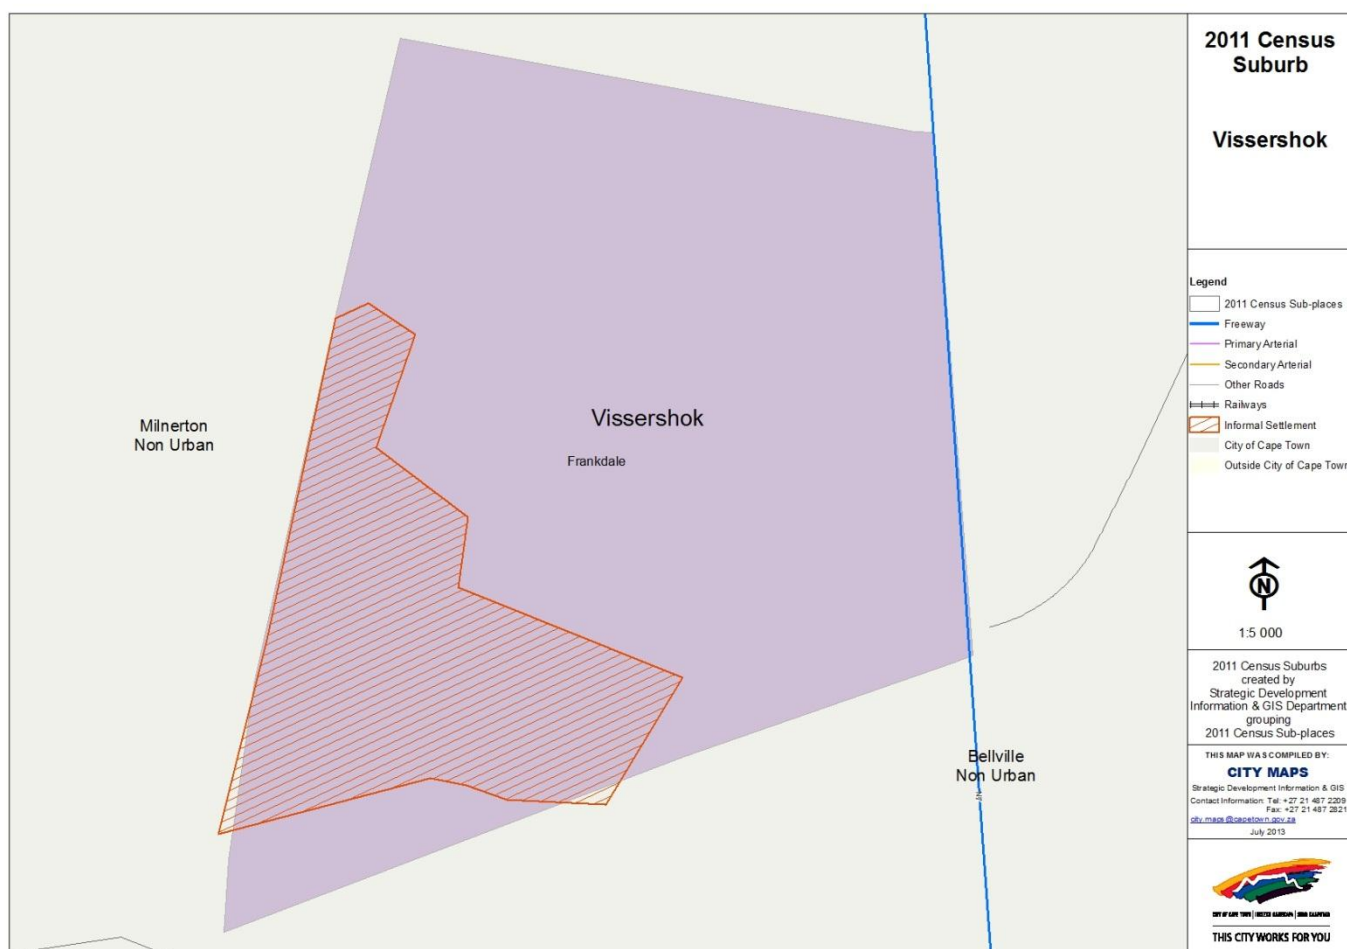 2011 Census
Suburb
Vissershok
Legend
2011 Census Sub-places
Freeway
Primary Arterial
Secondary Arterial
Other Roads
Railways
Informal Settlement
City of Cape Town
Outside City of Cape Town
N
1:5 000
2011 Census Suburbs
created by
Strategic Development
Information & GIS Department
grouping
2011 Census Sub-places
THIS MAP WAS COMPILED BY:
CITY MAPS
Strategic Development Information & GIS
Contact Information: Tel: +27 21 487 2209
Fax: +27 21 487 2821
city.maps@capetown.gov.za
July 2013
THIS CITY WORKS FOR YOU
Vissershok
Frankdale
Milnerton
Non Urban
Bellville
Non Urban